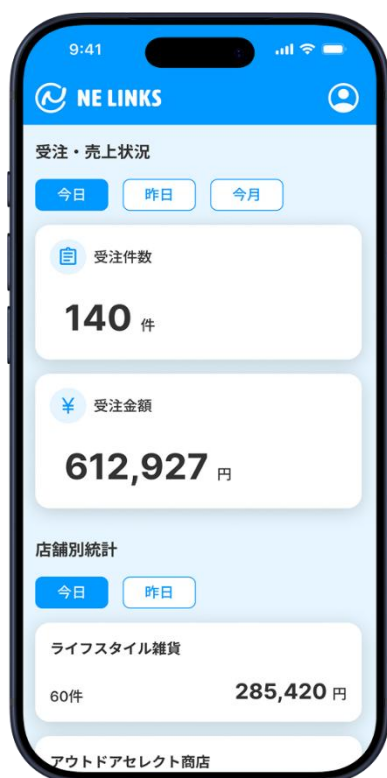 9:41
NE LINKS
受注・売上状況
今日 昨日 今月
受注件数
140 件
¥ 受注金額
612,927 円
店舗別統計
今日 昨日
ライフスタイル雑貨
60件 285,420 円
アウトドアセレクト商店